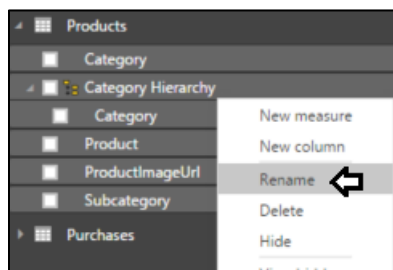 Products
Category
Category Hierarchy
Category
New measure
Product
New column
ProductImageUrl
Rename
Subcategory
Delete
Purchases
Hide